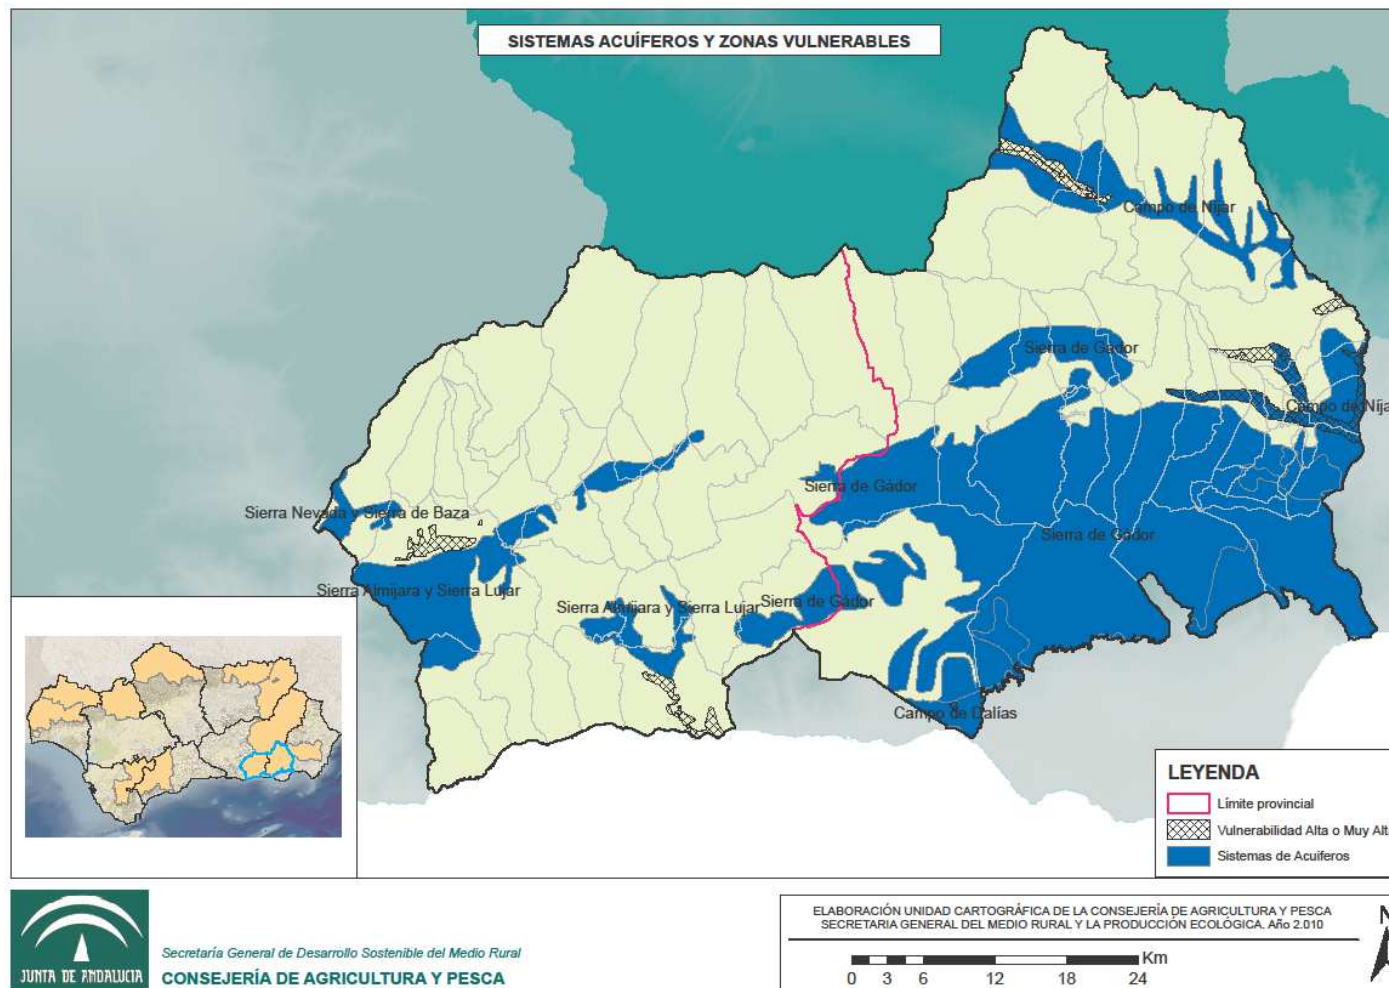 SISTEMAS ACUÍFEROS Y ZONAS VULNERABLES
Campo de Níjar
Sierra de Gádor
Campo de Níja
Sierra de Gádor
Sierra Nevada y Sierra de Baza
Sierra de Gádor
Sierra Almijara y Sierra Lujar
Sierra Almijara y Sierra Lujar
Sierra de Gádor
Campo de Dalías
LEYENDA
Límite provincial
Vulnerabilidad Alta o Muy Alt
Sistemas de Acuiferos
JUNTA DE ANDALUCIA
Secretaría General de Desarrollo Sostenible del Medio Rural
CONSEJERÍA DE AGRICULTURA Y PESCA
ELABORACIÓN UNIDAD CARTOGRÁFICA DE LA CONSEJERÍA DE AGRICULTURA Y PESCA
SECRETARIA GENERAL DEL MEDIO RURAL Y LA PRODUCCIÓN ECOLÓGICA. Año 2.010
Km
0 3 6 12 18 24
N